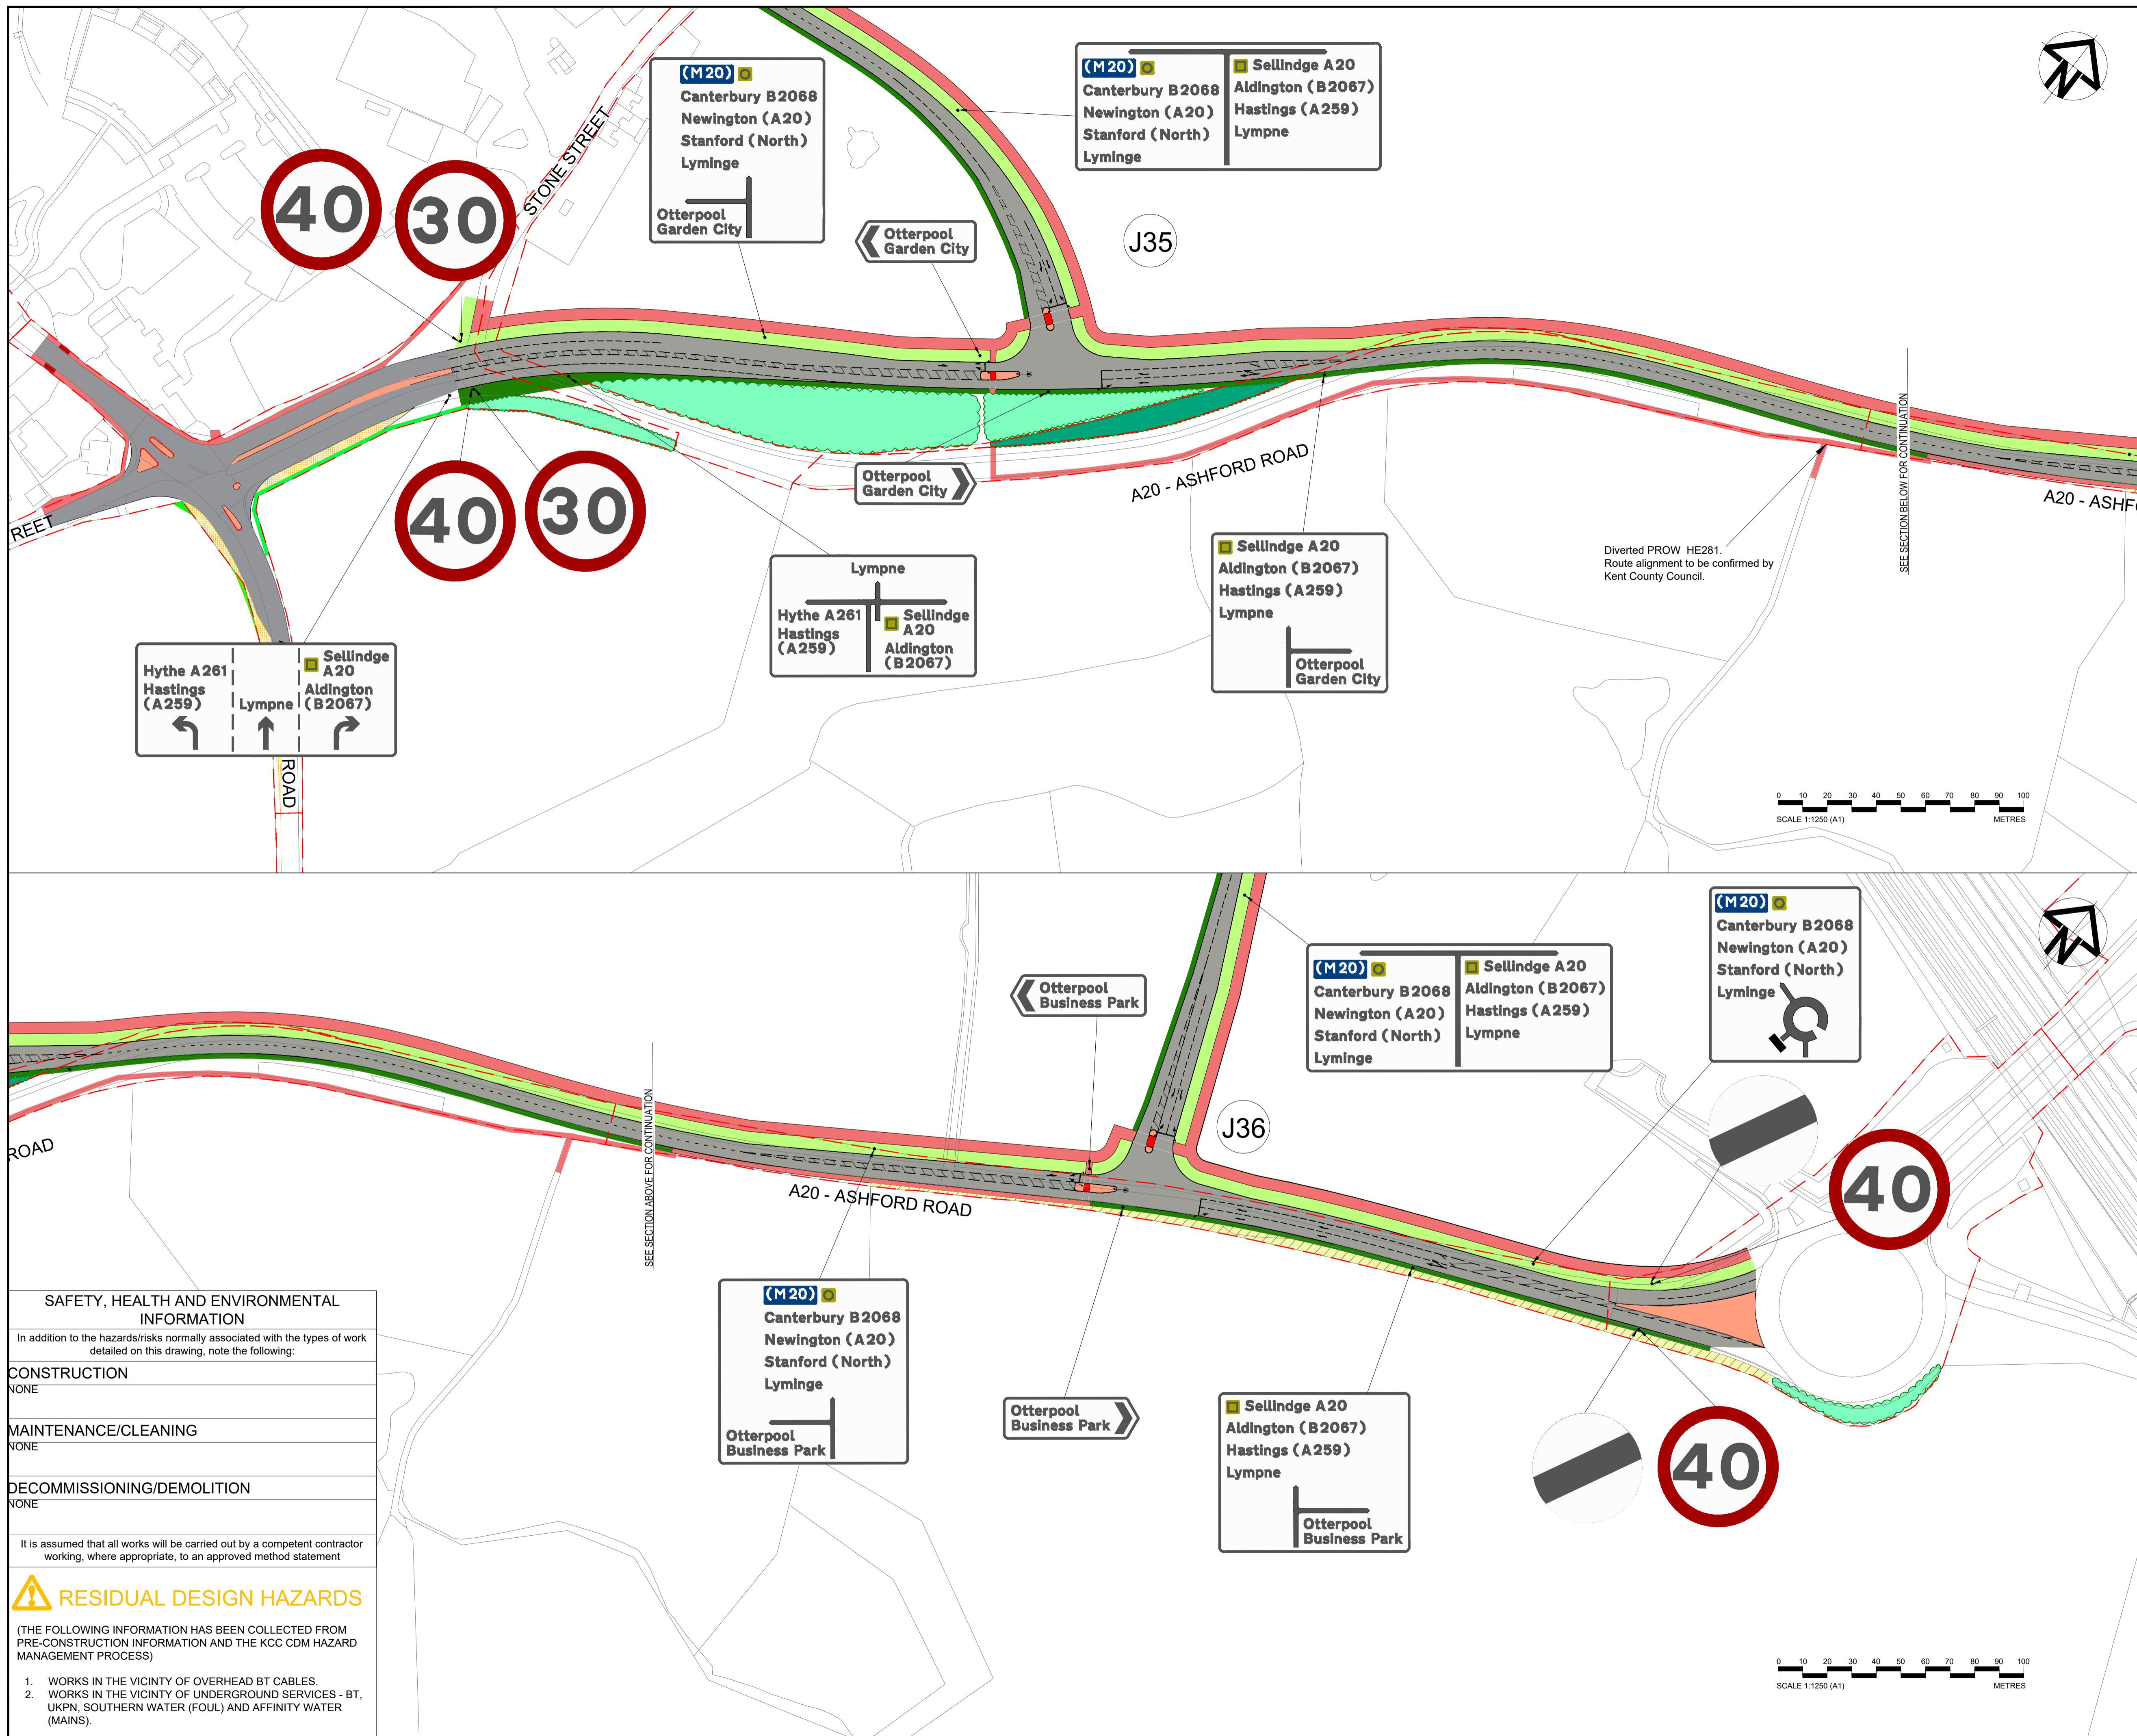 (M20)
Canterbury B2068
Newington (A20)
Stanford (North)
Lyminge
Otterpool
Garden City
(M20)
Canterbury B2068
Newington (A20)
Stanford (North)
Lyminge
Sellindge A20
Aldington (B2067)
Hastings (A259)
Lympne
N
40
30
STONE STREET
Otterpool
Garden City
J35
40
30
Otterpool
Garden City
A20 - ASHFORD ROAD
SEE SECTION BELOW FOR CONTINUATION
A20 - ASHF
REET
Lympne
Hythe A261
Hastings
(A259)
Sellindge
A20
Aldington
(B2067)
Sellindge A20
Aldington (B2067)
Hastings (A259)
Lympne
Otterpool
Garden City
Diverted PROW HE281.
Route alignment to be confirmed by
Kent County Council.
Hythe A261
Hastings
(A259)
Lympne
Sellindge
A20
Aldington
(B2067)
ROAD
0 10 20 30 40 50 60 70 80 90 100
SCALE 1:1250 (A1) METRES
(M20)
Canterbury B2068
Newington (A20)
Stanford (North)
Lyminge
N
Otterpool
Business Park
(M20)
Canterbury B2068
Newington (A20)
Stanford (North)
Lyminge
Sellindge A20
Aldington (B2067)
Hastings (A259)
Lympne
J36
40
ROAD
SEE SECTION ABOVE FOR CONTINUATION
A20 - ASHFORD ROAD
(M20)
Canterbury B2068
Newington (A20)
Stanford (North)
Lyminge
Otterpool
Business Park
Otterpool
Business Park
Sellindge A20
Aldington (B2067)
Hastings (A259)
Lympne
Otterpool
Business Park
40
SAFETY, HEALTH AND ENVIRONMENTAL
INFORMATION
In addition to the hazards/risks normally associated with the types of work
detailed on this drawing, note the following:
CONSTRUCTION
NONE
MAINTENANCE/CLEANING
NONE
DECOMMISSIONING/DEMOLITION
NONE
It is assumed that all works will be carried out by a competent contractor
working, where appropriate, to an approved method statement
RESIDUAL DESIGN HAZARDS
(THE FOLLOWING INFORMATION HAS BEEN COLLECTED FROM
PRE-CONSTRUCTION INFORMATION AND THE KCC CDM HAZARD
MANAGEMENT PROCESS)
1. WORKS IN THE VICINTY OF OVERHEAD BT CABLES.
2. WORKS IN THE VICINTY OF UNDERGROUND SERVICES - BT,
UKPN, SOUTHERN WATER (FOUL) AND AFFINITY WATER
(MAINS).
0 10 20 30 40 50 60 70 80 90 100
SCALE 1:1250 (A1) METRES